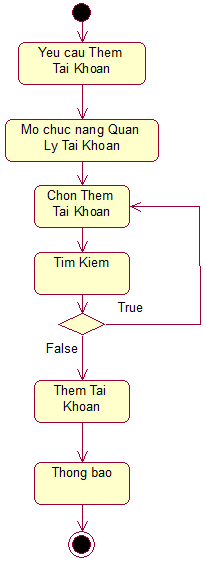 Yeu cau Them
Tai Khoan
Mo chuc nang Quan
Ly Tai Khoan
Chon Them
Tai Khoan
Tim Kiem
True
False
Them Tai
Khoan
Thong bao